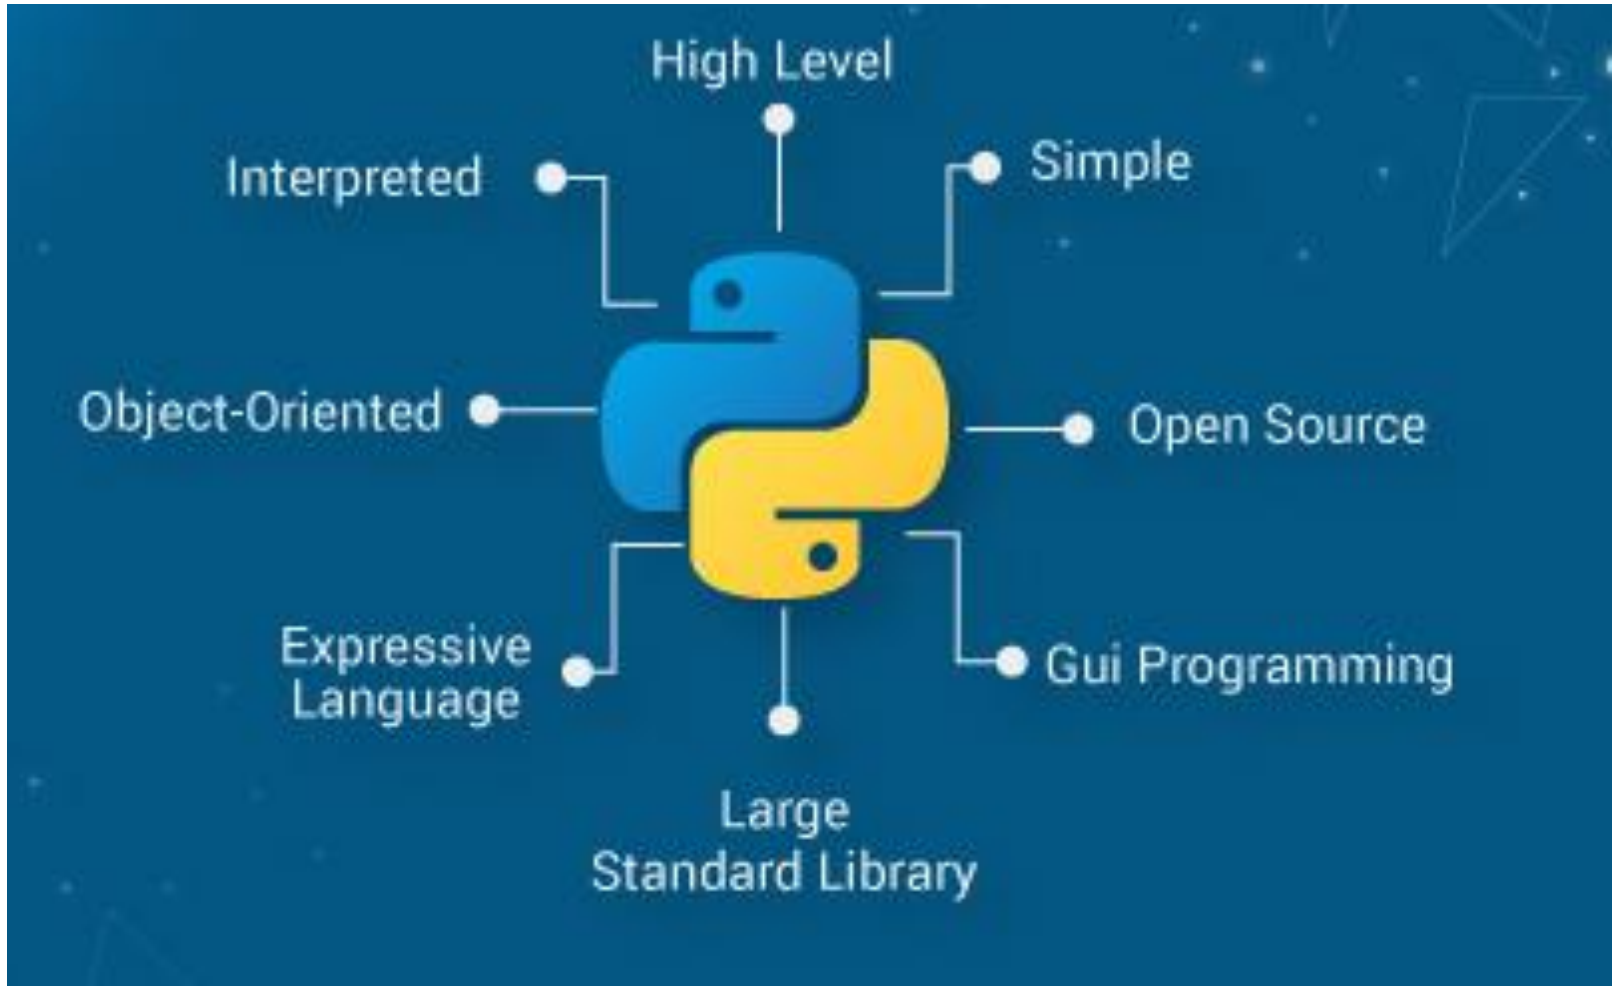 High Level
Interpreted
Simple
Object-Oriented
Open Source
Expressive
Language
Gui Programming
Large
Standard Library